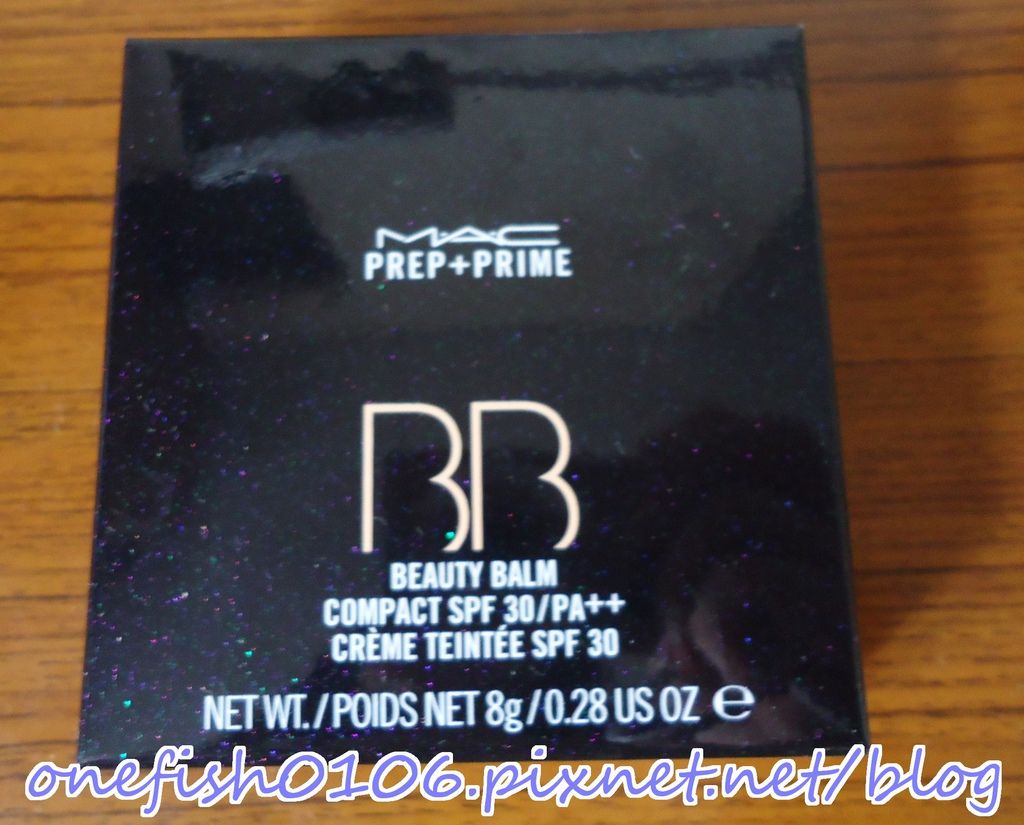 M·A·C
PREP+PRIME
BB
BEAUTY BALM
COMPACT SPF 30/PA++
CRÈME TEINTÉE SPF 30
NET WT./POIDS NET 8g/0.28 US OZ ℮
onefish0106.pixnet.net/blog